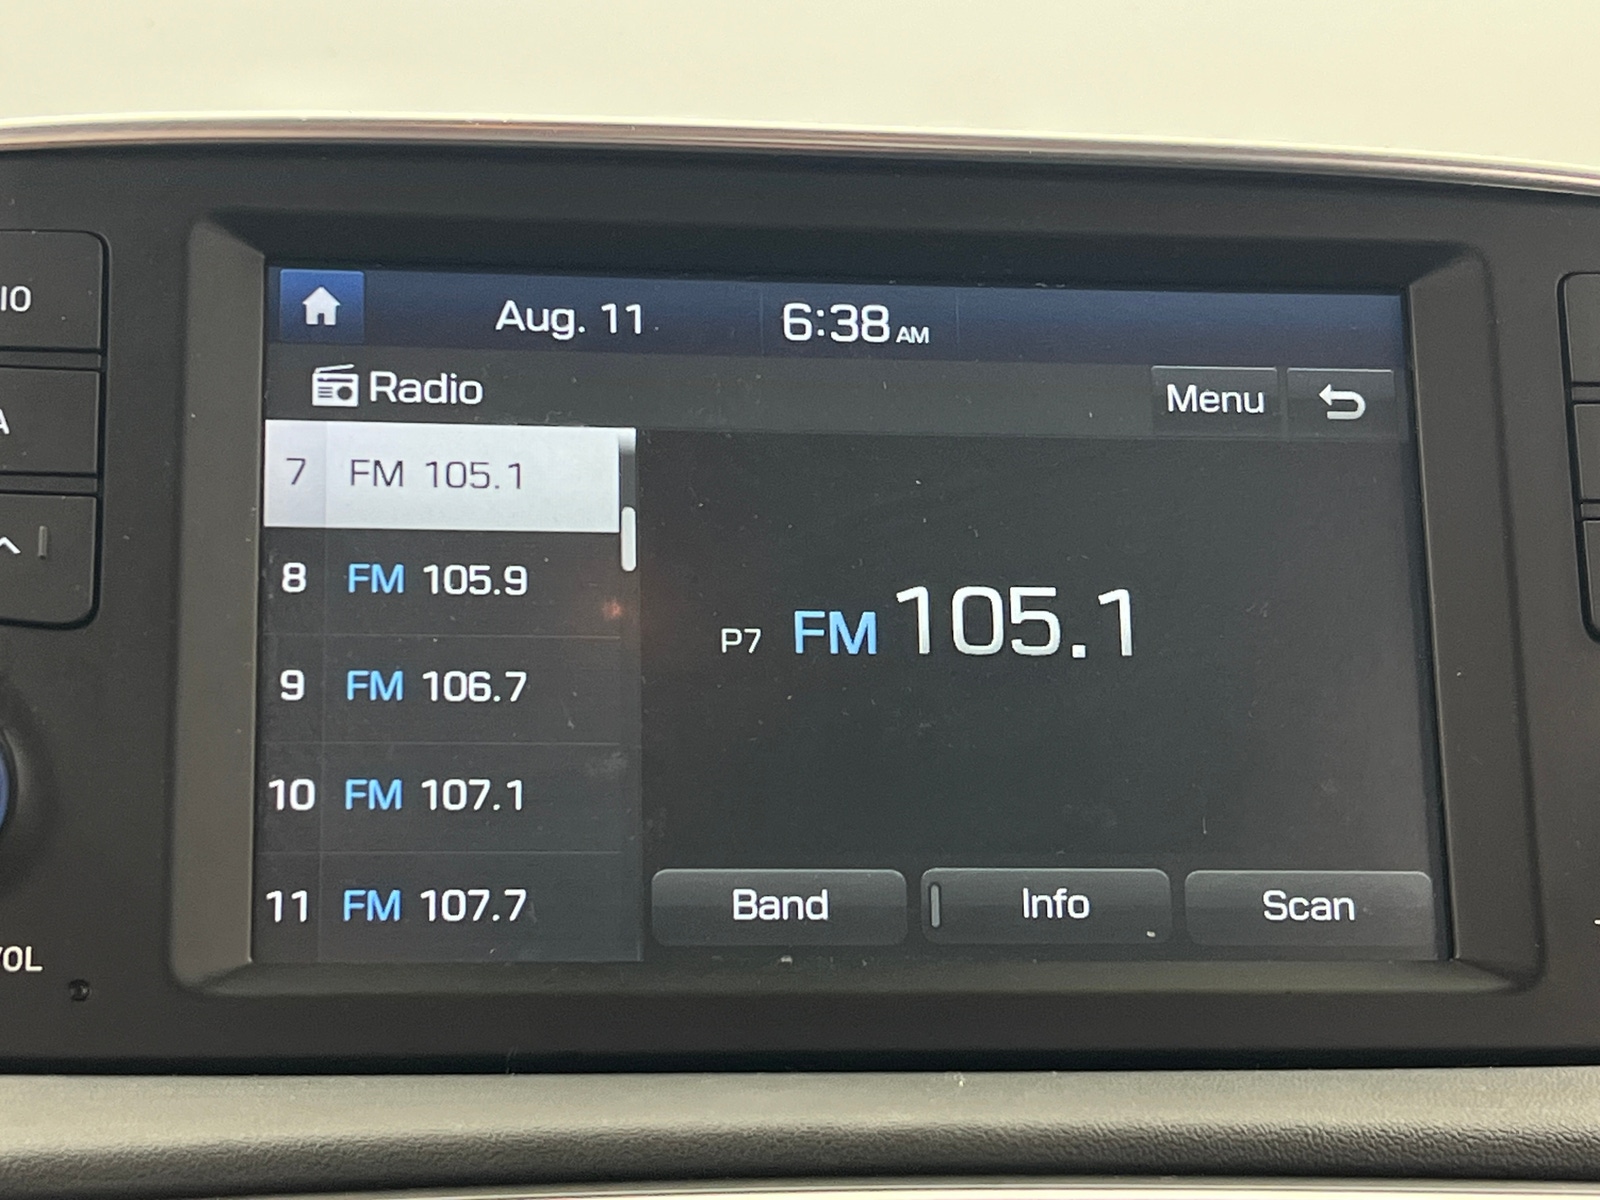 Aug. 11 6:38 AM
Radio Menu
7 FM 105.1
8 FM 105.9
9 FM 106.7
10 FM 107.1
11 FM 107.7
P7 FM 105.1
Band Info Scan